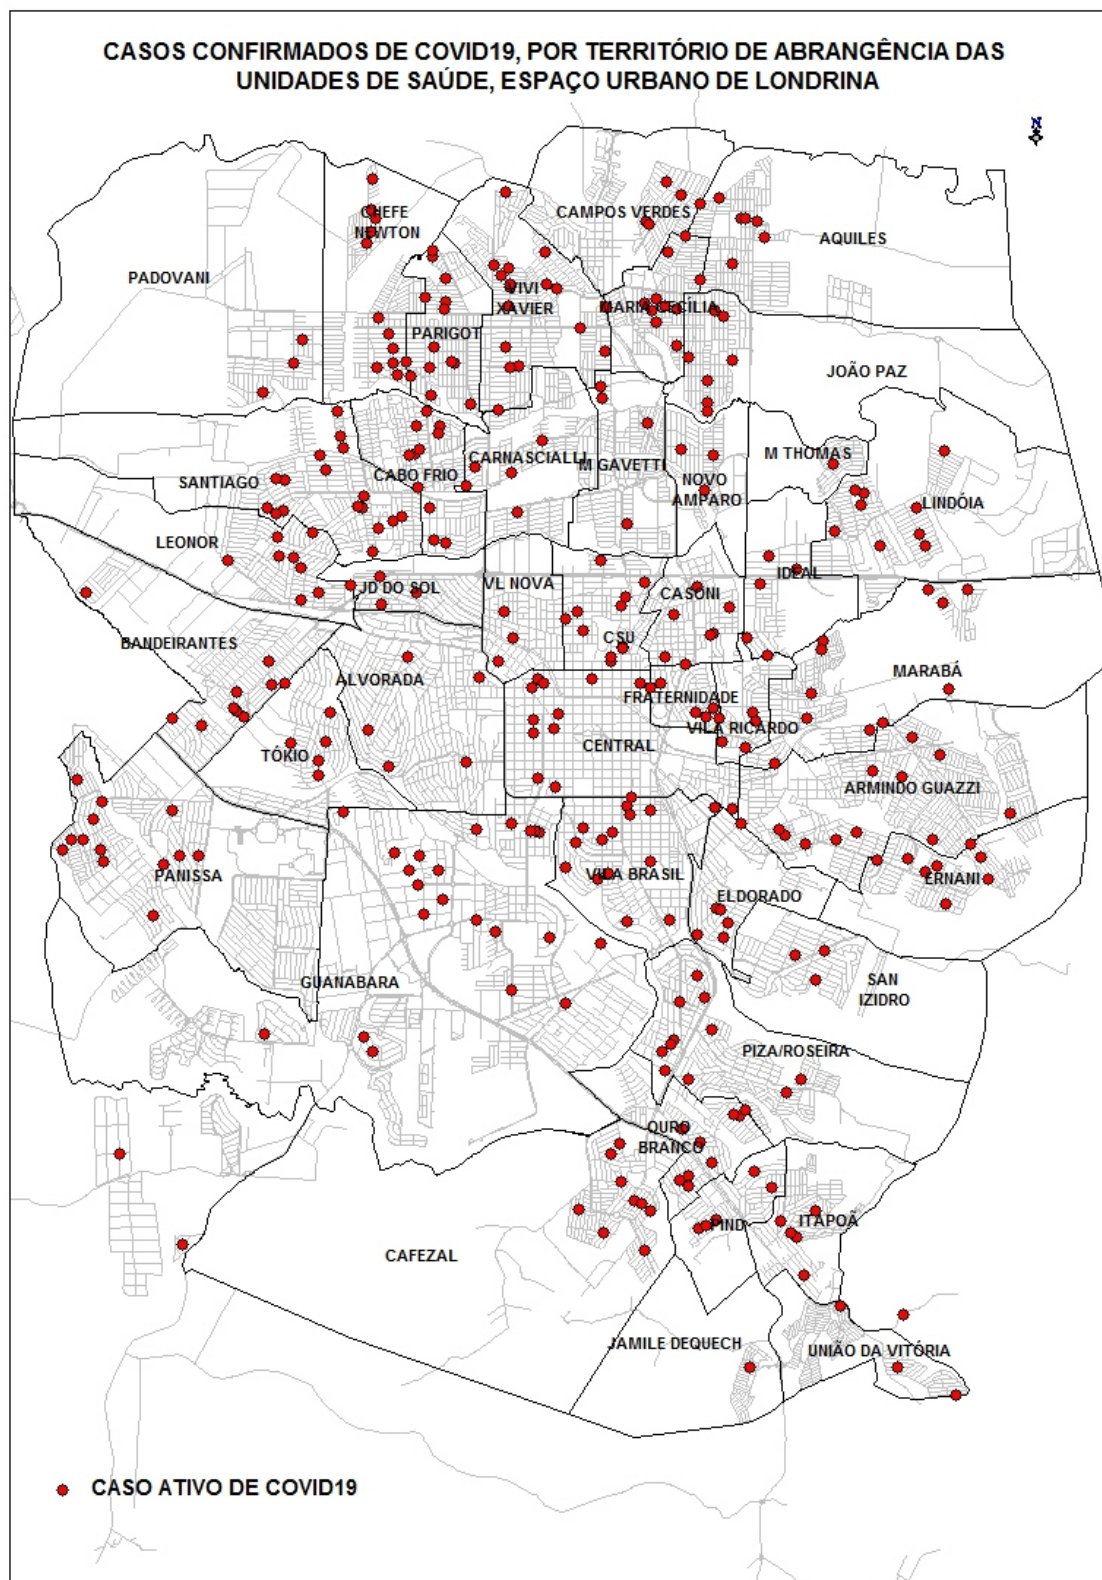 CASOS CONFIRMADOS DE COVID19, POR TERRITÓRIO DE ABRANGÊNCIA DAS
UNIDADES DE SAÚDE, ESPAÇO URBANO DE LONDRINA
N
CHEFE
NEWTON
CAMPOS VERDES
AQUILES
PADOVANI
VIVI
XAVIER
MARIA CECÍLIA
PARIGOT
JOÃO PAZ
M THOMAS
CARNASCIALLI
M GAVETTI
CABO FRIO
SANTIAGO
NOVO
AMPARO
LINDÓIA
LEONOR
IDEAL
JD DO SOL
VL NOVA
CASONI
BANDEIRANTES
CSU
MARABÁ
ALVORADA
FRATERNIDADE
VILA RICARDO
TÓKIO
CENTRAL
ARMINDO GUAZZI
PANISSA
VILA BRASIL
ERNANI
ELDORADO
GUANABARA
SAN
IZIDRO
PIZA/ROSEIRA
OURO
BRANCO
PIND
ITAPOÃ
CAFEZAL
JAMILE DEQUECH
UNIÃO DA VITÓRIA
CASO ATIVO DE COVID19